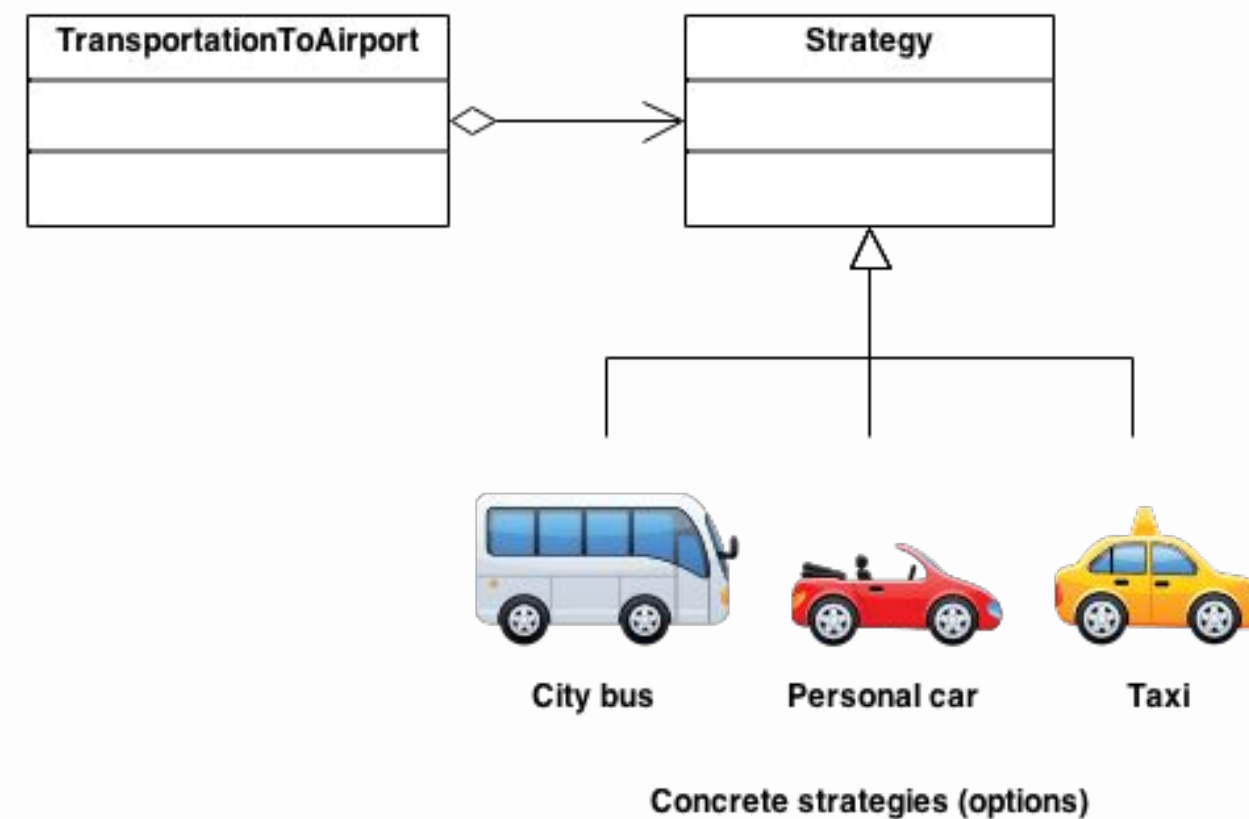 TransportationToAirport
Strategy
City bus
Personal car
Taxi
Concrete strategies (options)